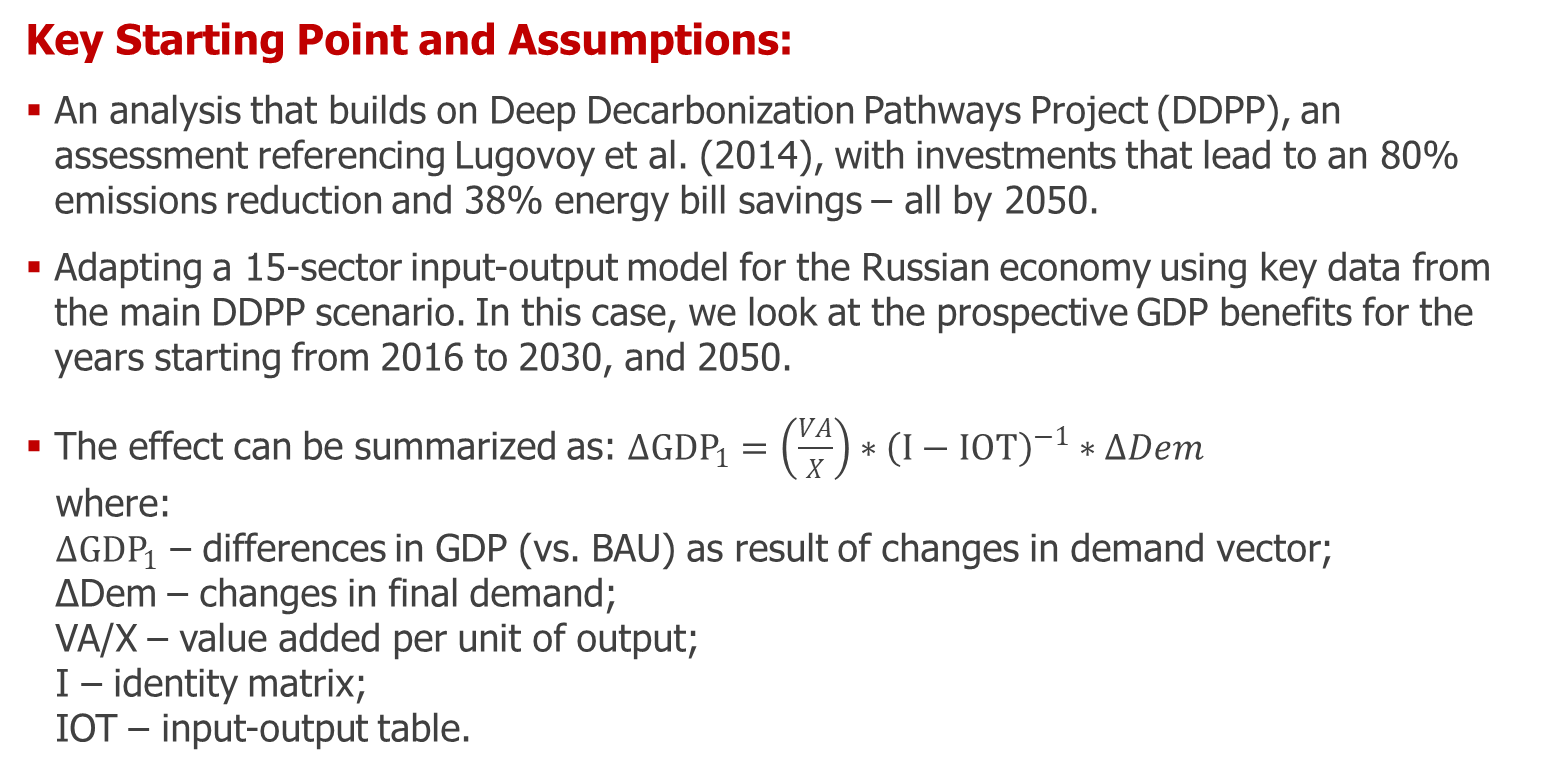 Key Starting Point and Assumptions:
▪ An analysis that builds on Deep Decarbonization Pathways Project (DDPP), an
assessment referencing Lugovoy et al. (2014), with investments that lead to an 80%
emissions reduction and 38% energy bill savings – all by 2050.
▪ Adapting a 15-sector input-output model for the Russian economy using key data from
the main DDPP scenario. In this case, we look at the prospective GDP benefits for the
years starting from 2016 to 2030, and 2050.
▪ The effect can be summarized as: ΔGDP₁ = (VA/X) * (I − IOT)⁻¹ * ΔDem
where:
ΔGDP₁ – differences in GDP (vs. BAU) as result of changes in demand vector;
ΔDem – changes in final demand;
VA/X – value added per unit of output;
I – identity matrix;
IOT – input-output table.